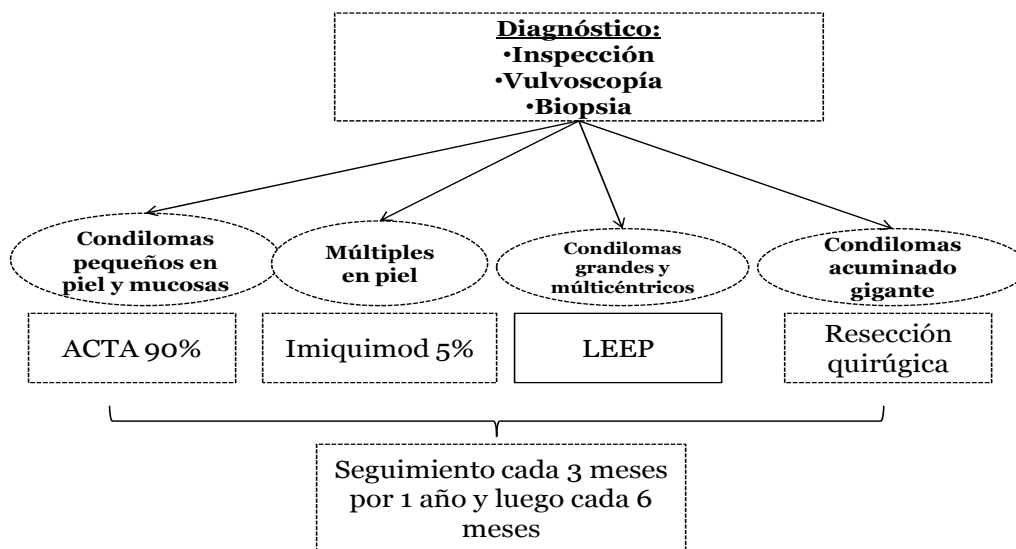 Diagnóstico:
•Inspección
•Vulvoscopía
•Biopsia
Condilomas
pequeños en
piel y mucosas
Múltiples
en piel
Condilomas
grandes y
múlticéntricos
Condilomas
acuminado
gigante
ACTA 90%
Imiquimod 5%
LEEP
Resección
quirúgica
Seguimiento cada 3 meses
por 1 año y luego cada 6
meses